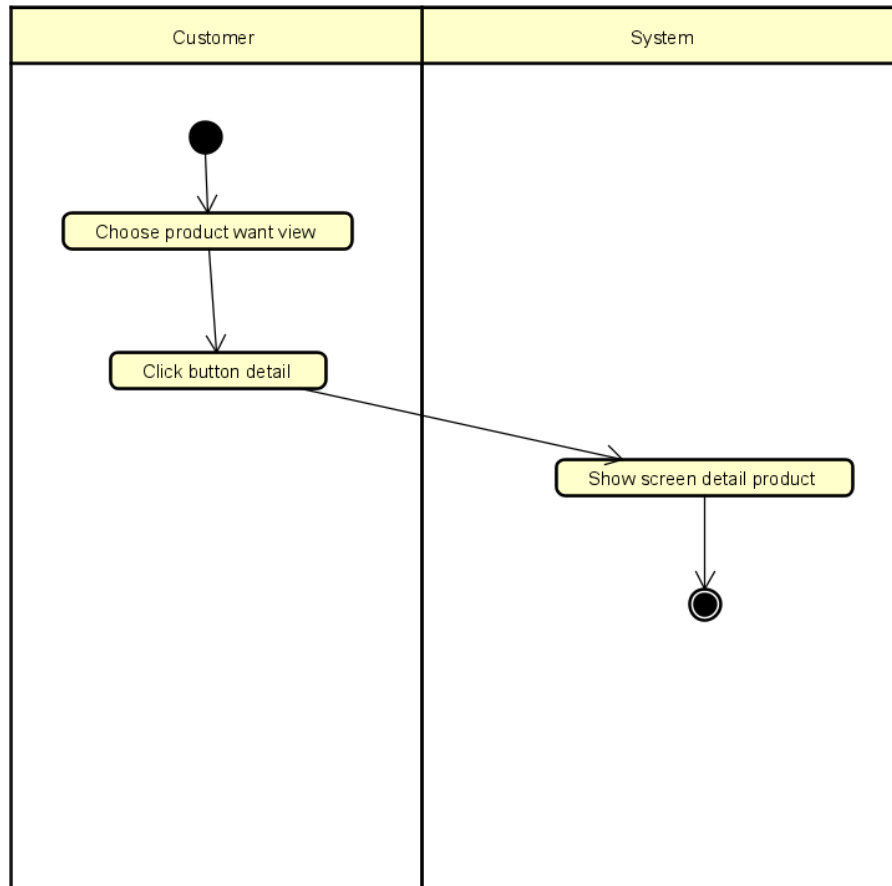 Customer
System
Choose product want view
Click button detail
Show screen detail product